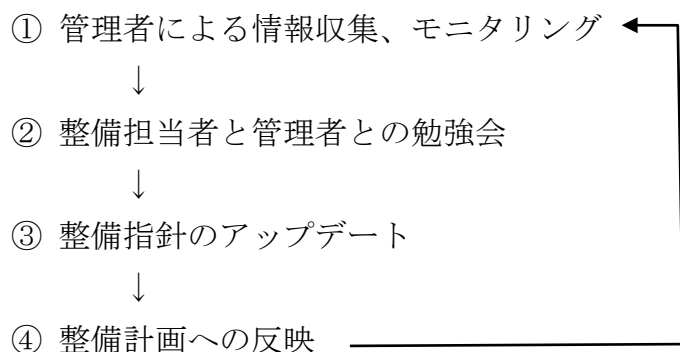 ① 管理者による情報収集、モニタリング
↓
② 整備担当者と管理者との勉強会
↓
③ 整備指針のアップデート
↓
④ 整備計画への反映